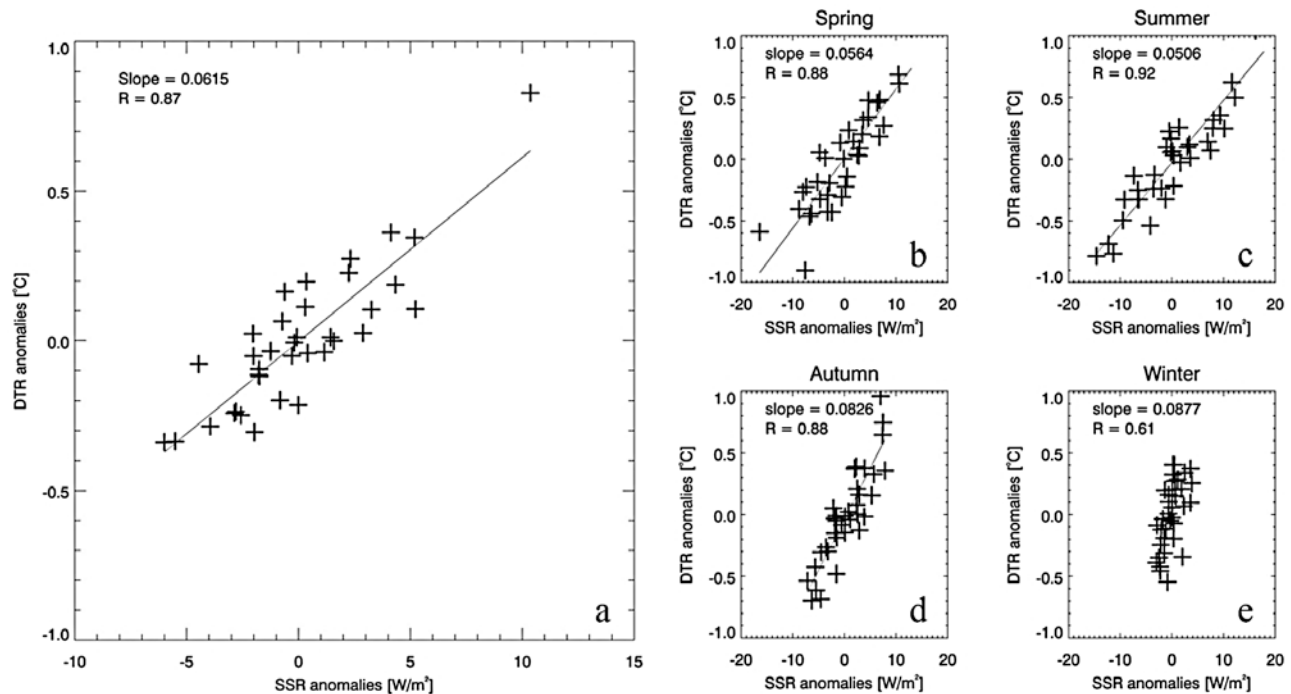 Slope = 0.0615
R = 0.87
1.0
0.5
0.0
-0.5
-1.0
DTR anomalies [°C]
-10 -5 0 5 10 15
SSR anomalies [W/m²]
a
Spring
slope = 0.0564
R = 0.88
1.0
0.5
0.0
-0.5
-1.0
DTR anomalies [°C]
-20 -10 0 10 20
SSR anomalies [W/m²]
b
Summer
slope = 0.0506
R = 0.92
1.0
0.5
0.0
-0.5
-1.0
DTR anomalies [°C]
-20 -10 0 10 20
SSR anomalies [W/m²]
c
Autumn
slope = 0.0826
R = 0.88
1.0
0.5
0.0
-0.5
-1.0
DTR anomalies [°C]
-20 -10 0 10 20
SSR anomalies [W/m²]
d
Winter
slope = 0.0877
R = 0.61
1.0
0.5
0.0
-0.5
-1.0
DTR anomalies [°C]
-20 -10 0 10 20
SSR anomalies [W/m²]
e